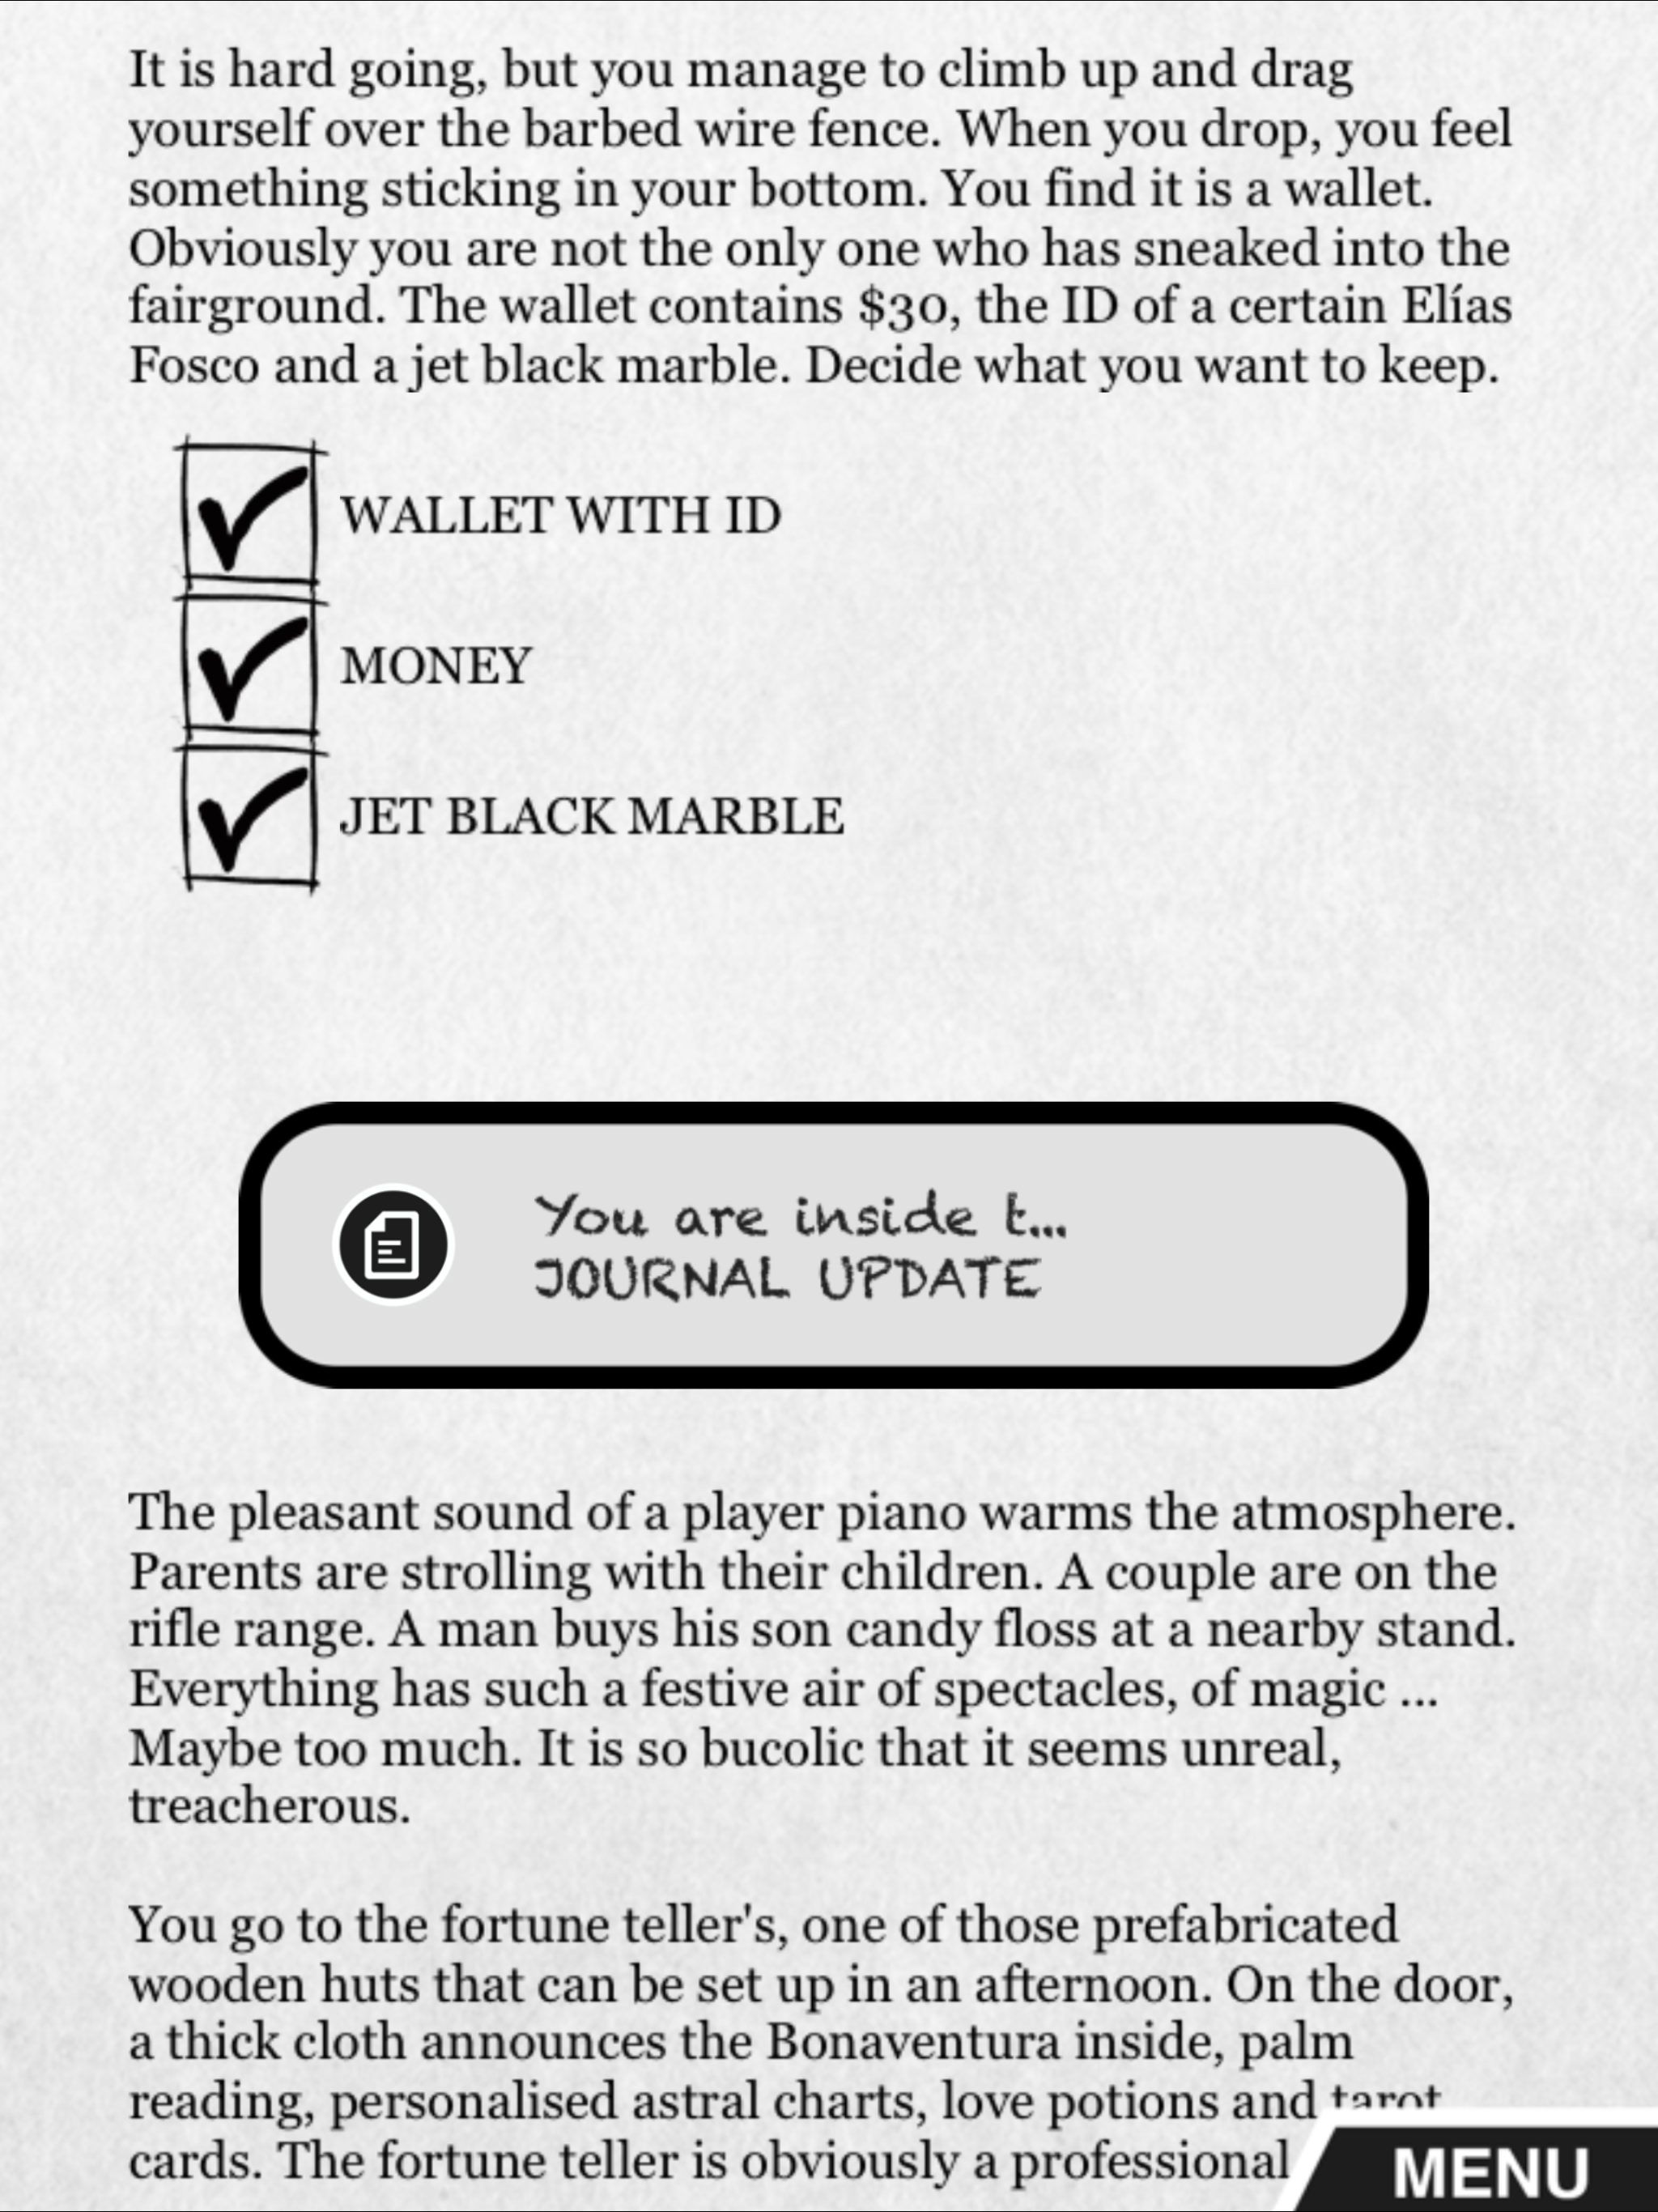 It is hard going, but you manage to climb up and drag
yourself over the barbed wire fence. When you drop, you feel
something sticking in your bottom. You find it is a wallet.
Obviously you are not the only one who has sneaked into the
fairground. The wallet contains $30, the ID of a certain Elías
Fosco and a jet black marble. Decide what you want to keep.
WALLET WITH ID
MONEY
JET BLACK MARBLE
You are inside t...
JOURNAL UPDATE
The pleasant sound of a player piano warms the atmosphere.
Parents are strolling with their children. A couple are on the
rifle range. A man buys his son candy floss at a nearby stand.
Everything has such a festive air of spectacles, of magic ...
Maybe too much. It is so bucolic that it seems unreal,
treacherous.
You go to the fortune teller's, one of those prefabricated
wooden huts that can be set up in an afternoon. On the door,
a thick cloth announces the Bonaventura inside, palm
reading, personalised astral charts, love potions and tarot
cards. The fortune teller is obviously a professional
MENU